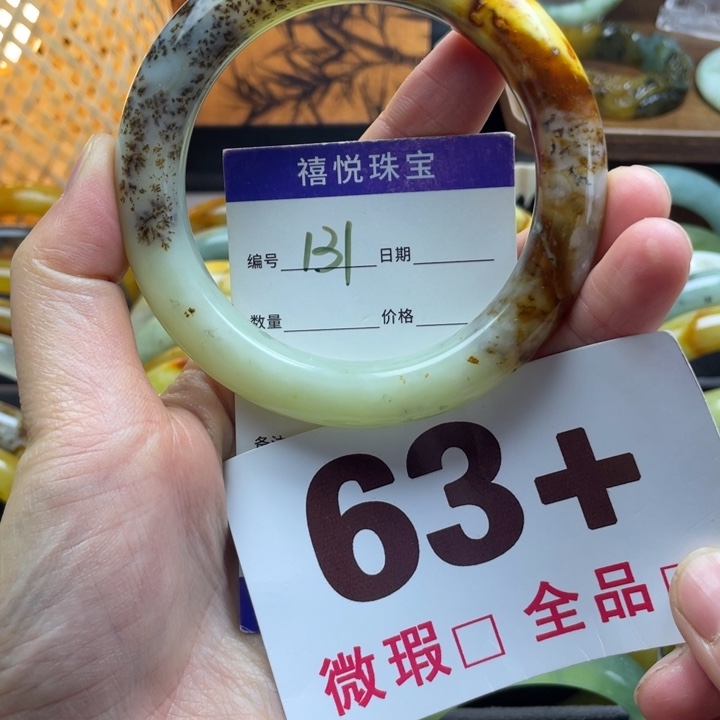 禧悦珠宝
编号 131 日期
数量 价格
63+
微瑕□ 全品□